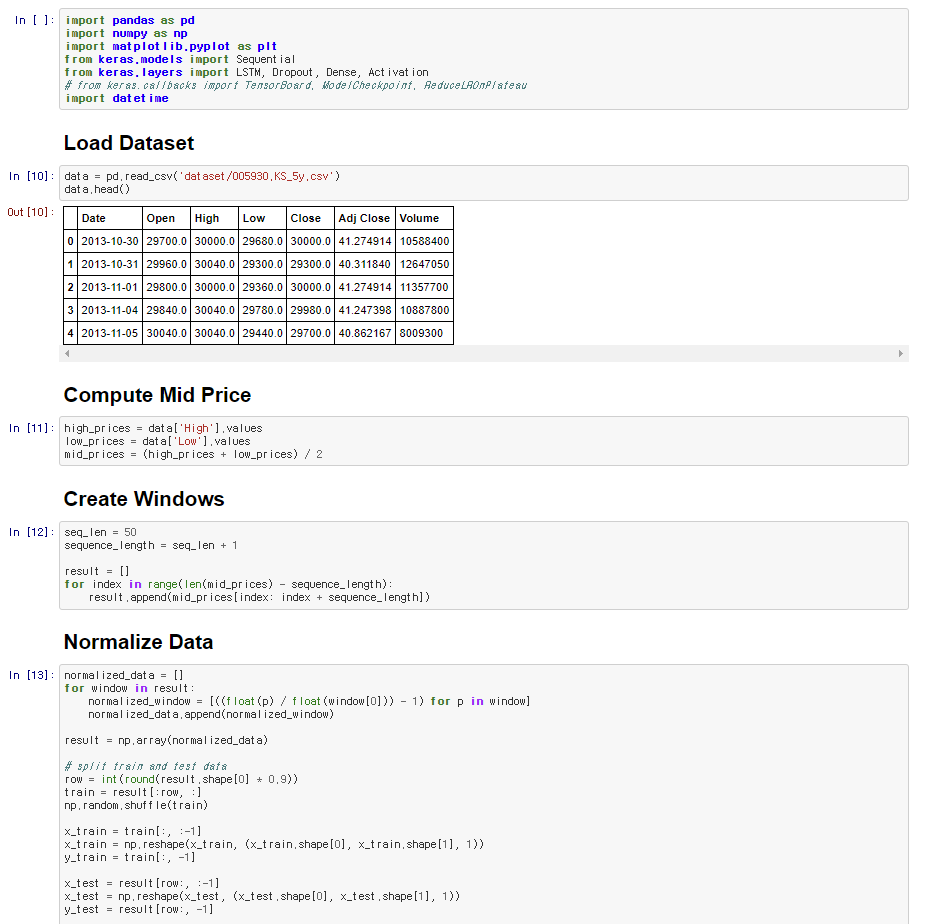 In [ ]:
import pandas as pd
import numpy as np
import matplotlib.pyplot as plt
from keras.models import Sequential
from keras.layers import LSTM, Dropout, Dense, Activation
# from keras.callbacks import TensorBoard, ModelCheckpoint, ReduceLROnPlateau
import datetime
Load Dataset
In [10]:
data = pd.read_csv('dataset/005930.KS_5y.csv')
data.head()
Out[10]:
Date Open High Low Close Adj Close Volume
0 2013-10-30 29700.0 30000.0 29680.0 30000.0 41.274914 10588400
1 2013-10-31 29960.0 30040.0 29300.0 29300.0 40.311840 12647050
2 2013-11-01 29800.0 30000.0 29360.0 30000.0 41.274914 11357700
3 2013-11-04 29840.0 30040.0 29780.0 29980.0 41.247398 10887800
4 2013-11-05 30040.0 30040.0 29440.0 29700.0 40.862167 8009300
Compute Mid Price
In [11]:
high_prices = data['High'].values
low_prices = data['Low'].values
mid_prices = (high_prices + low_prices) / 2
Create Windows
In [12]:
seq_len = 50
sequence_length = seq_len + 1
result = []
for index in range(len(mid_prices) - sequence_length):
result.append(mid_prices[index: index + sequence_length])
Normalize Data
In [13]:
normalized_data = []
for window in result:
normalized_window = [((float(p) / float(window[0])) - 1) for p in window]
normalized_data.append(normalized_window)
result = np.array(normalized_data)
# split train and test data
row = int(round(result.shape[0] * 0.9))
train = result[:row, :]
np.random.shuffle(train)
x_train = train[:, :-1]
x_train = np.reshape(x_train, (x_train.shape[0], x_train.shape[1], 1))
y_train = train[:, -1]
x_test = result[row:, :-1]
x_test = np.reshape(x_test, (x_test.shape[0], x_test.shape[1], 1))
y_test = result[row:, -1]